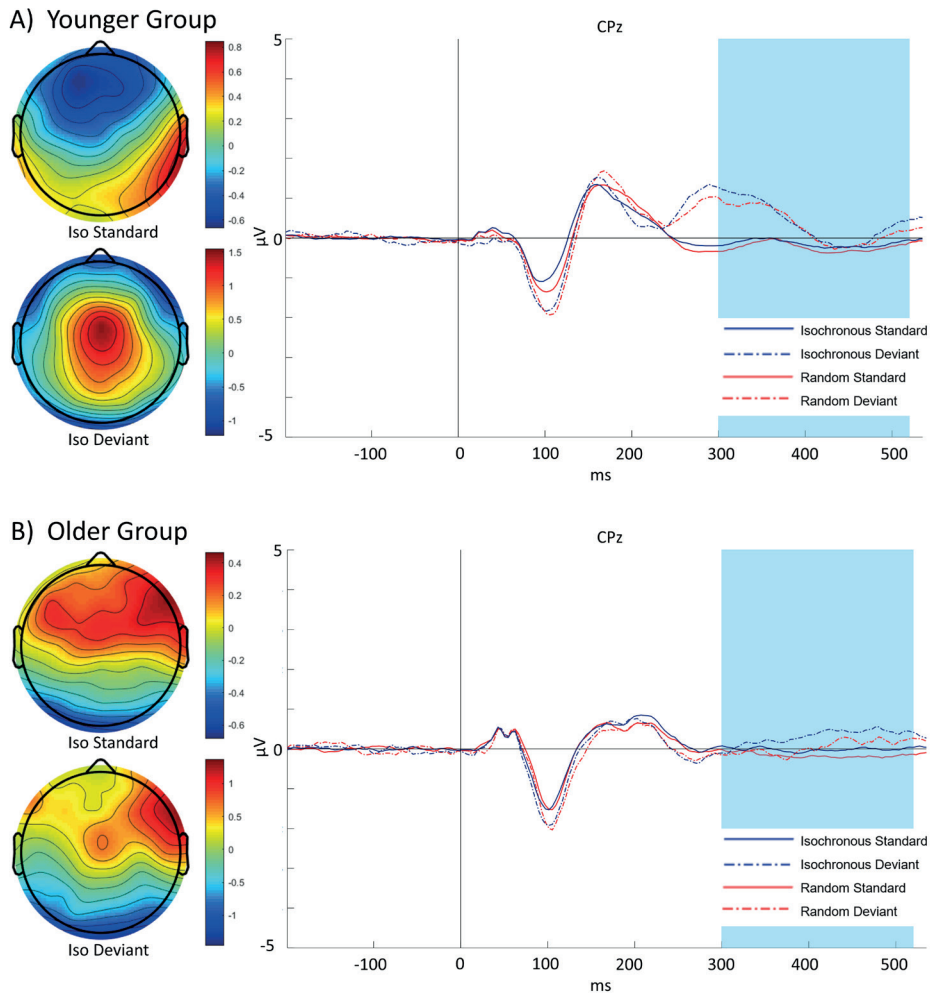 A) Younger Group
0.8
0.6
0.4
0.2
0
-0.2
-0.4
-0.6
Iso Standard
1.5
1
0.5
0
-0.5
-1
Iso Deviant
CPz
5
0
µV
-5
-100
0
100
200
300
400
500
ms
Isochronous Standard
Isochronous Deviant
Random Standard
Random Deviant
B) Older Group
0.4
0.2
0
-0.2
-0.4
-0.6
Iso Standard
1
0.5
0
-0.5
-1
Iso Deviant
CPz
5
0
µV
-5
-100
0
100
200
300
400
500
ms
Isochronous Standard
Isochronous Deviant
Random Standard
Random Deviant